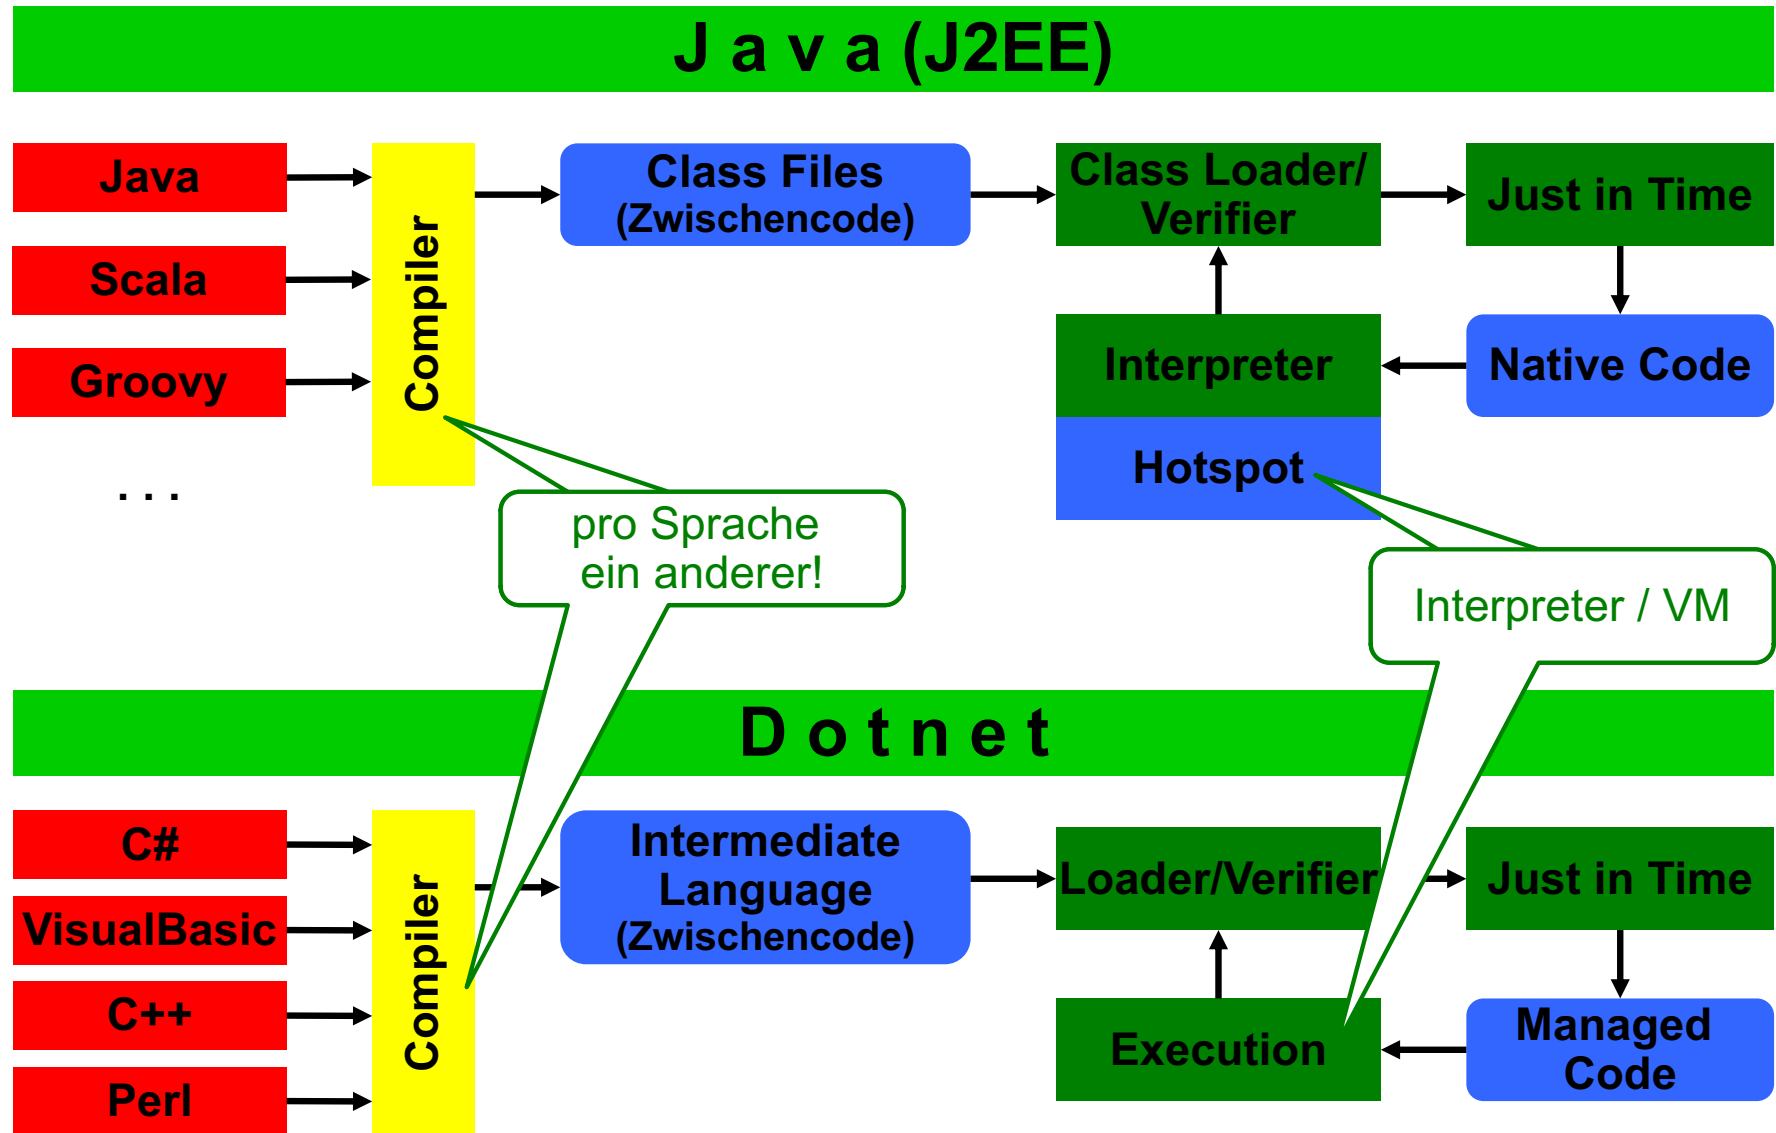 J a v a (J2EE)
Java
Scala
Groovy
. . .
Compiler
Class Files
(Zwischencode)
Class Loader/
Verifier
Just in Time
Interpreter
Native Code
Hotspot
pro Sprache
ein anderer!
Interpreter / VM
D o t n e t
C#
VisualBasic
C++
Perl
Compiler
Intermediate
Language
(Zwischencode)
Loader/Verifier
Just in Time
Execution
Managed
Code